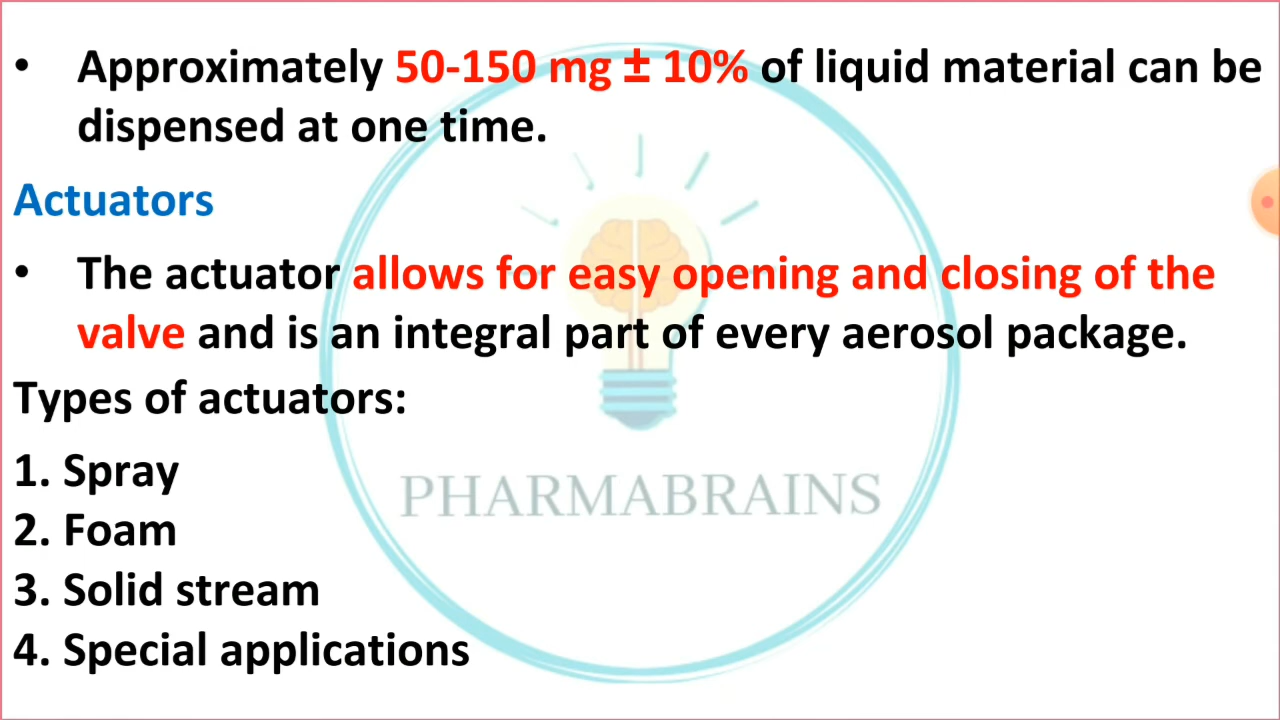 • Approximately 50-150 mg ± 10% of liquid material can be
dispensed at one time.
Actuators
• The actuator allows for easy opening and closing of the
valve and is an integral part of every aerosol package.
Types of actuators:
1. Spray
2. Foam
PHARMABRAINS
3. Solid stream
4. Special applications